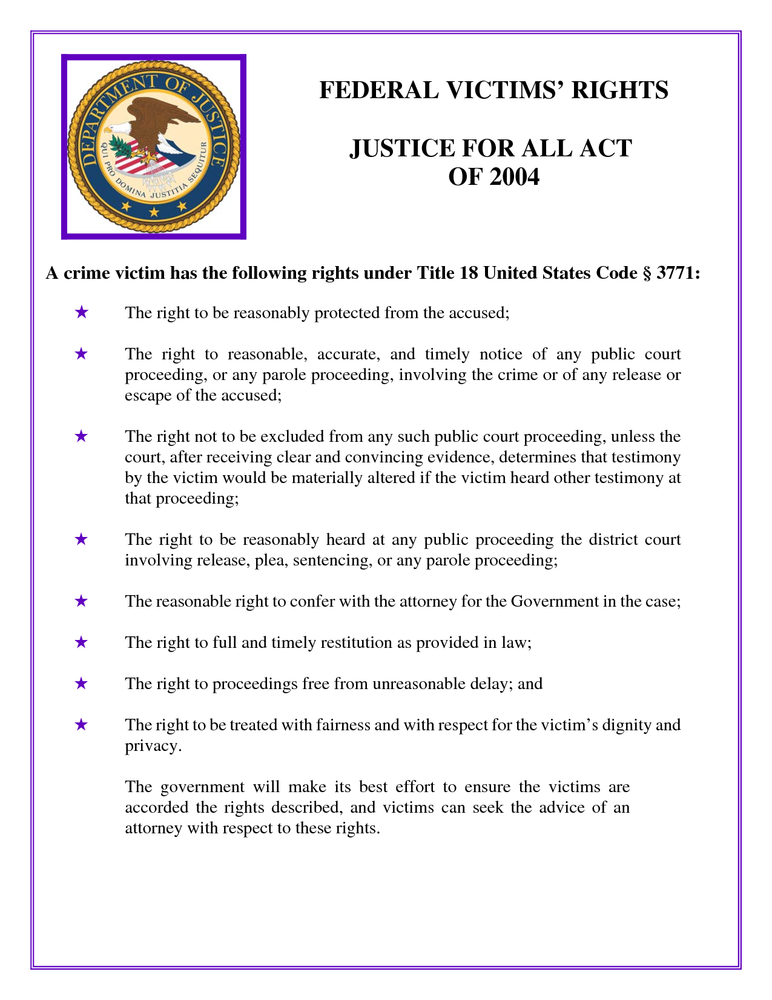 DEPARTMENT OF JUSTICE
QUI PRO DOMINA JUSTITIA SEQUITUR
FEDERAL VICTIMS’ RIGHTS
JUSTICE FOR ALL ACT
OF 2004
A crime victim has the following rights under Title 18 United States Code § 3771:
★ The right to be reasonably protected from the accused;
★ The right to reasonable, accurate, and timely notice of any public court
proceeding, or any parole proceeding, involving the crime or of any release or
escape of the accused;
★ The right not to be excluded from any such public court proceeding, unless the
court, after receiving clear and convincing evidence, determines that testimony
by the victim would be materially altered if the victim heard other testimony at
that proceeding;
★ The right to be reasonably heard at any public proceeding the district court
involving release, plea, sentencing, or any parole proceeding;
★ The reasonable right to confer with the attorney for the Government in the case;
★ The right to full and timely restitution as provided in law;
★ The right to proceedings free from unreasonable delay; and
★ The right to be treated with fairness and with respect for the victim’s dignity and
privacy.
The government will make its best effort to ensure the victims are
accorded the rights described, and victims can seek the advice of an
attorney with respect to these rights.